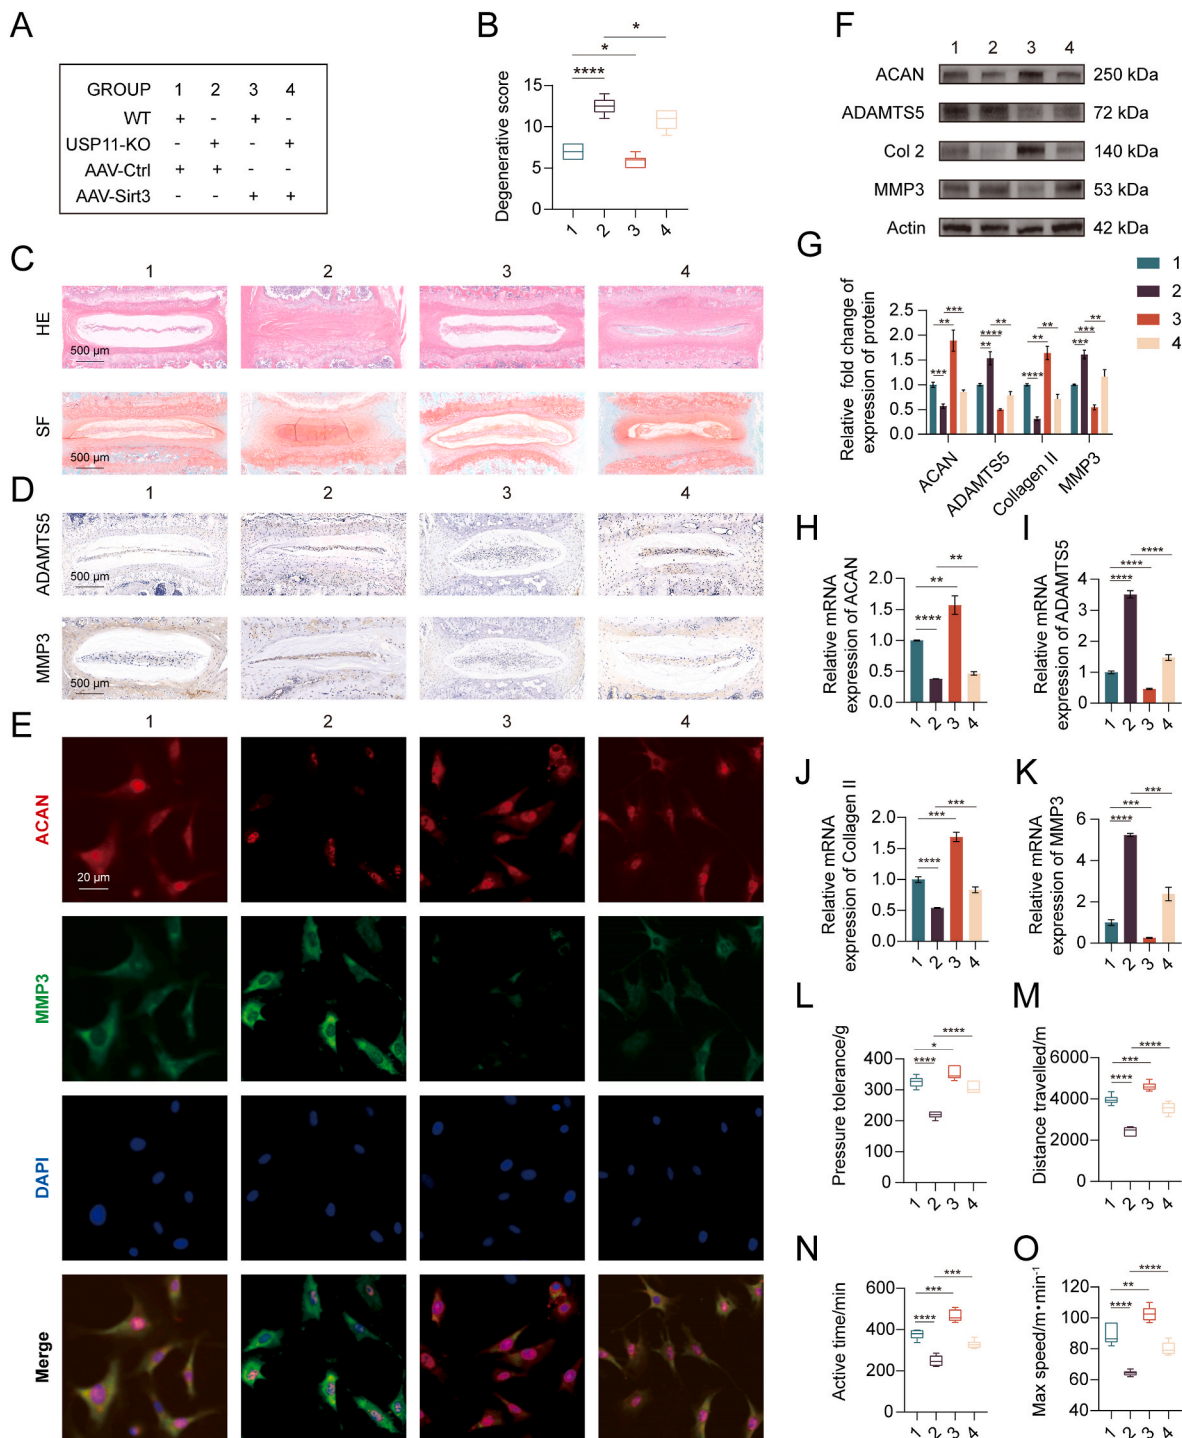 A
GROUP 1 2 3 4
WT + - + -
USP11-KO - + - +
AAV-Ctrl + + - -
AAV-Sirt3 - - + +
B
*
*
****
Degenerative score
15
10
5
0
1 2 3 4
C
1 2 3 4
HE
500 μm
SF
500 μm
D
1 2 3 4
ADAMTS5
500 μm
MMP3
500 μm
E
1 2 3 4
ACAN
20 μm
MMP3
DAPI
Merge
F
1 2 3 4
ACAN 250 kDa
ADAMTS5 72 kDa
Col 2 140 kDa
MMP3 53 kDa
Actin 42 kDa
G
1
2
3
4
Relative fold change of
expression of protein
2.5
2.0
1.5
1.0
0.5
0.0
*** ** ***
** **** **
**** ** **
*** *** **
ACAN ADAMTS5 Collagen II MMP3
H
Relative mRNA
expression of ACAN
2.0
1.5
1.0
0.5
0.0
**
**
****
1 2 3 4
I
Relative mRNA
expression of ADAMTS5
5
4
3
2
1
0
****
****
****
1 2 3 4
J
Relative mRNA
expression of Collagen II
2.0
1.5
1.0
0.5
0.0
***
***
****
1 2 3 4
K
Relative mRNA
expression of MMP3
6
4
2
0
***
***
****
1 2 3 4
L
Pressure tolerance/g
400
300
200
100
0
****
*
****
1 2 3 4
M
Distance travelled/m
6000
4000
2000
0
****
***
****
1 2 3 4
N
Active time/min
600
400
200
0
***
***
****
1 2 3 4
O
Max speed/m•min⁻¹
120
100
80
60
40
****
**
****
1 2 3 4